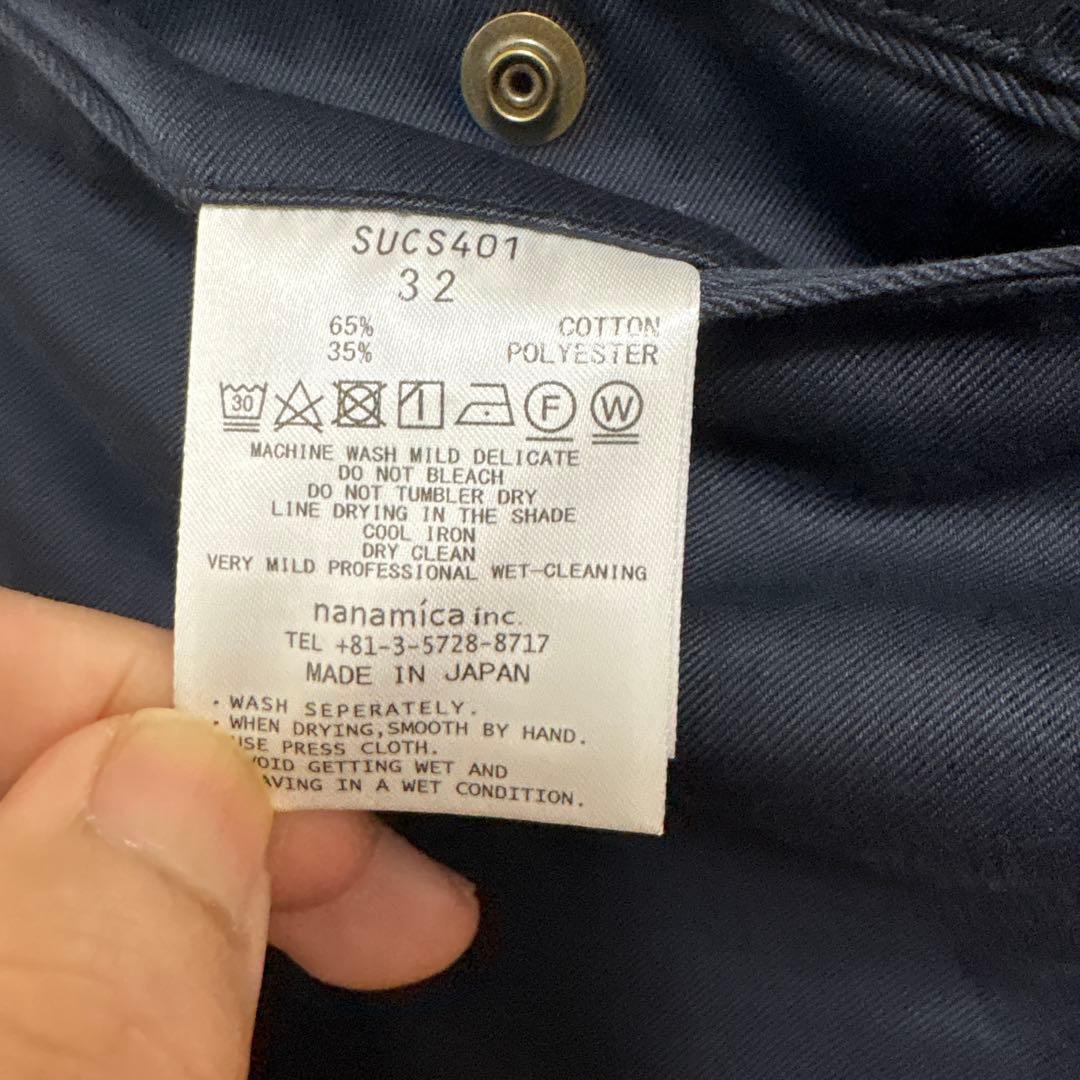 SUCS401
32
65% COTTON
35% POLYESTER
30 F W
MACHINE WASH MILD DELICATE
DO NOT BLEACH
DO NOT TUMBLER DRY
LINE DRYING IN THE SHADE
COOL IRON
DRY CLEAN
VERY MILD PROFESSIONAL WET-CLEANING
nanamica inc.
TEL +81-3-5728-8717
MADE IN JAPAN
・WASH SEPERATELY.
・WHEN DRYING,SMOOTH BY HAND.
USE PRESS CLOTH.
GETTING WET AND
IN A WET CONDITION.